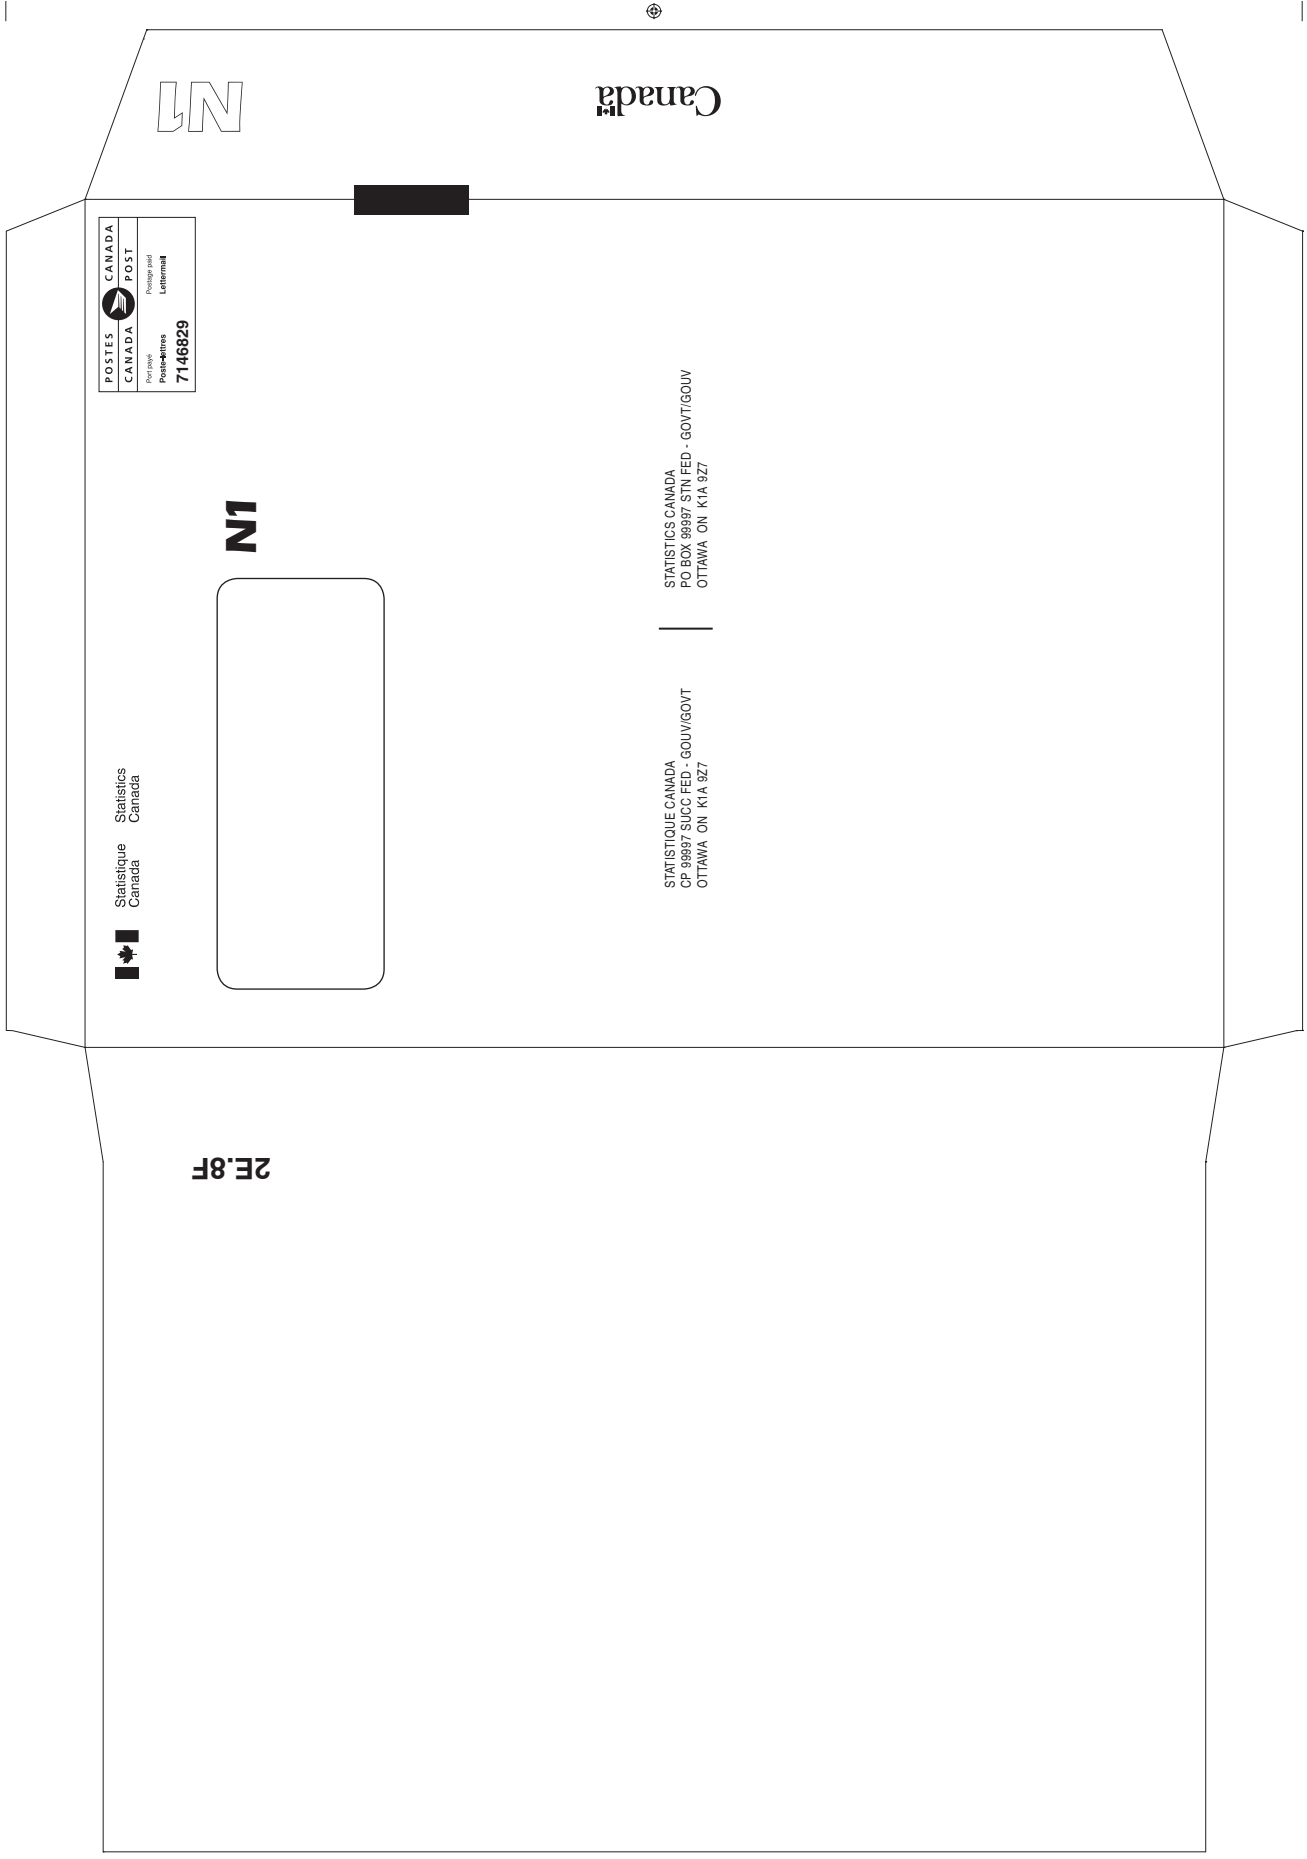 N1
Canada
POSTES CANADA
CANADA POST
Port payé Postage paid
Poste-lettres Lettermail
7146829
Statistique
Canada
Statistics
Canada
N1
STATISTIQUE CANADA
CP 99997 SUCC FED - GOUV/GOVT
OTTAWA ON K1A 9Z7
STATISTICS CANADA
PO BOX 99997 STN FED - GOVT/GOUV
OTTAWA ON K1A 9Z7
2E.8F